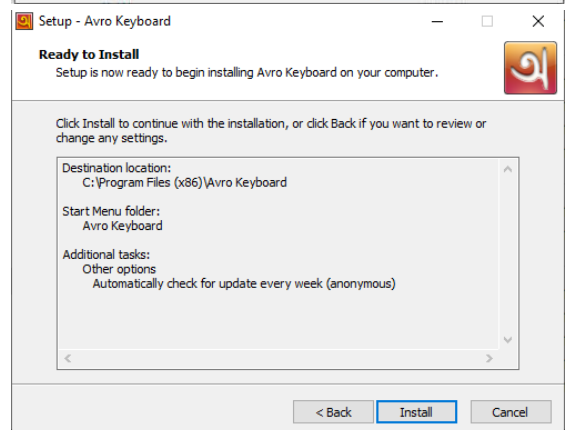 Setup - Avro Keyboard
Ready to Install
Setup is now ready to begin installing Avro Keyboard on your computer.
অ
Click Install to continue with the installation, or click Back if you want to review or
change any settings.
Destination location:
C:\Program Files (x86)\Avro Keyboard
Start Menu folder:
Avro Keyboard
Additional tasks:
Other options
Automatically check for update every week (anonymous)
< Back
Install
Cancel